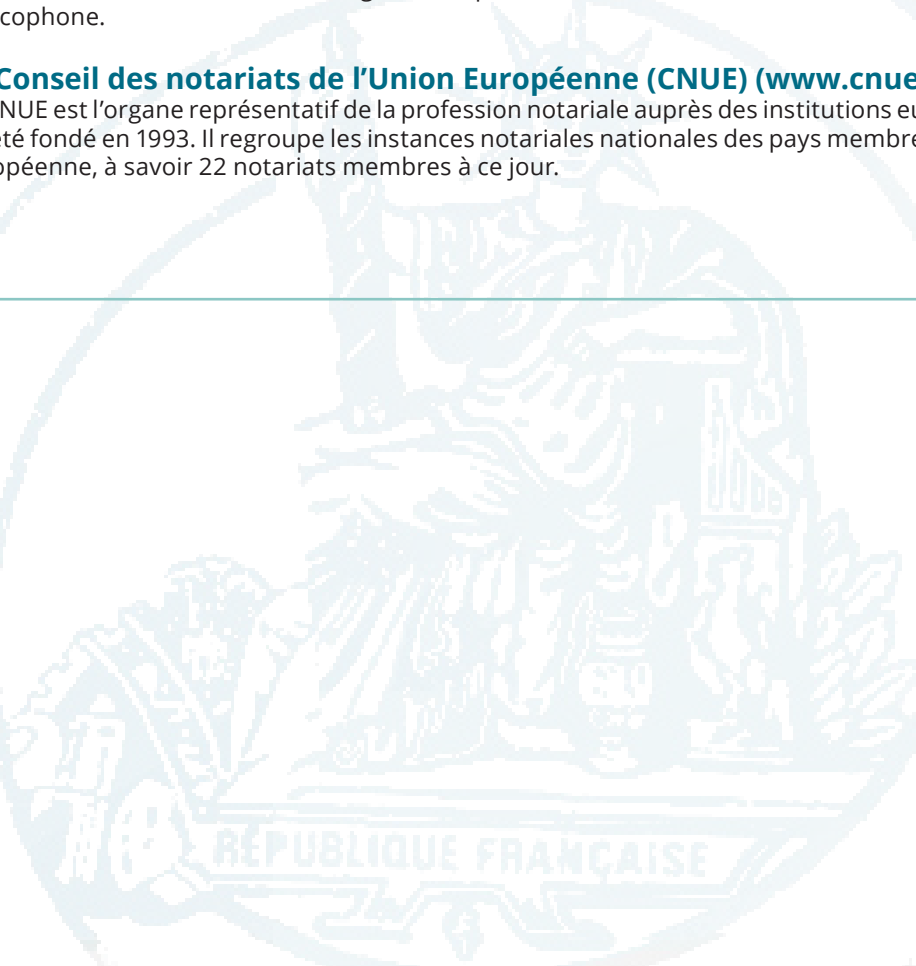 cophone.
Conseil des notariats de l’Union Européenne (CNUE) (www.cnue
NUE est l’organe représentatif de la profession notariale auprès des institutions eu
été fondé en 1993. Il regroupe les instances notariales nationales des pays membre
opéenne, à savoir 22 notariats membres à ce jour.
REPUBLIQUE FRANÇAISE